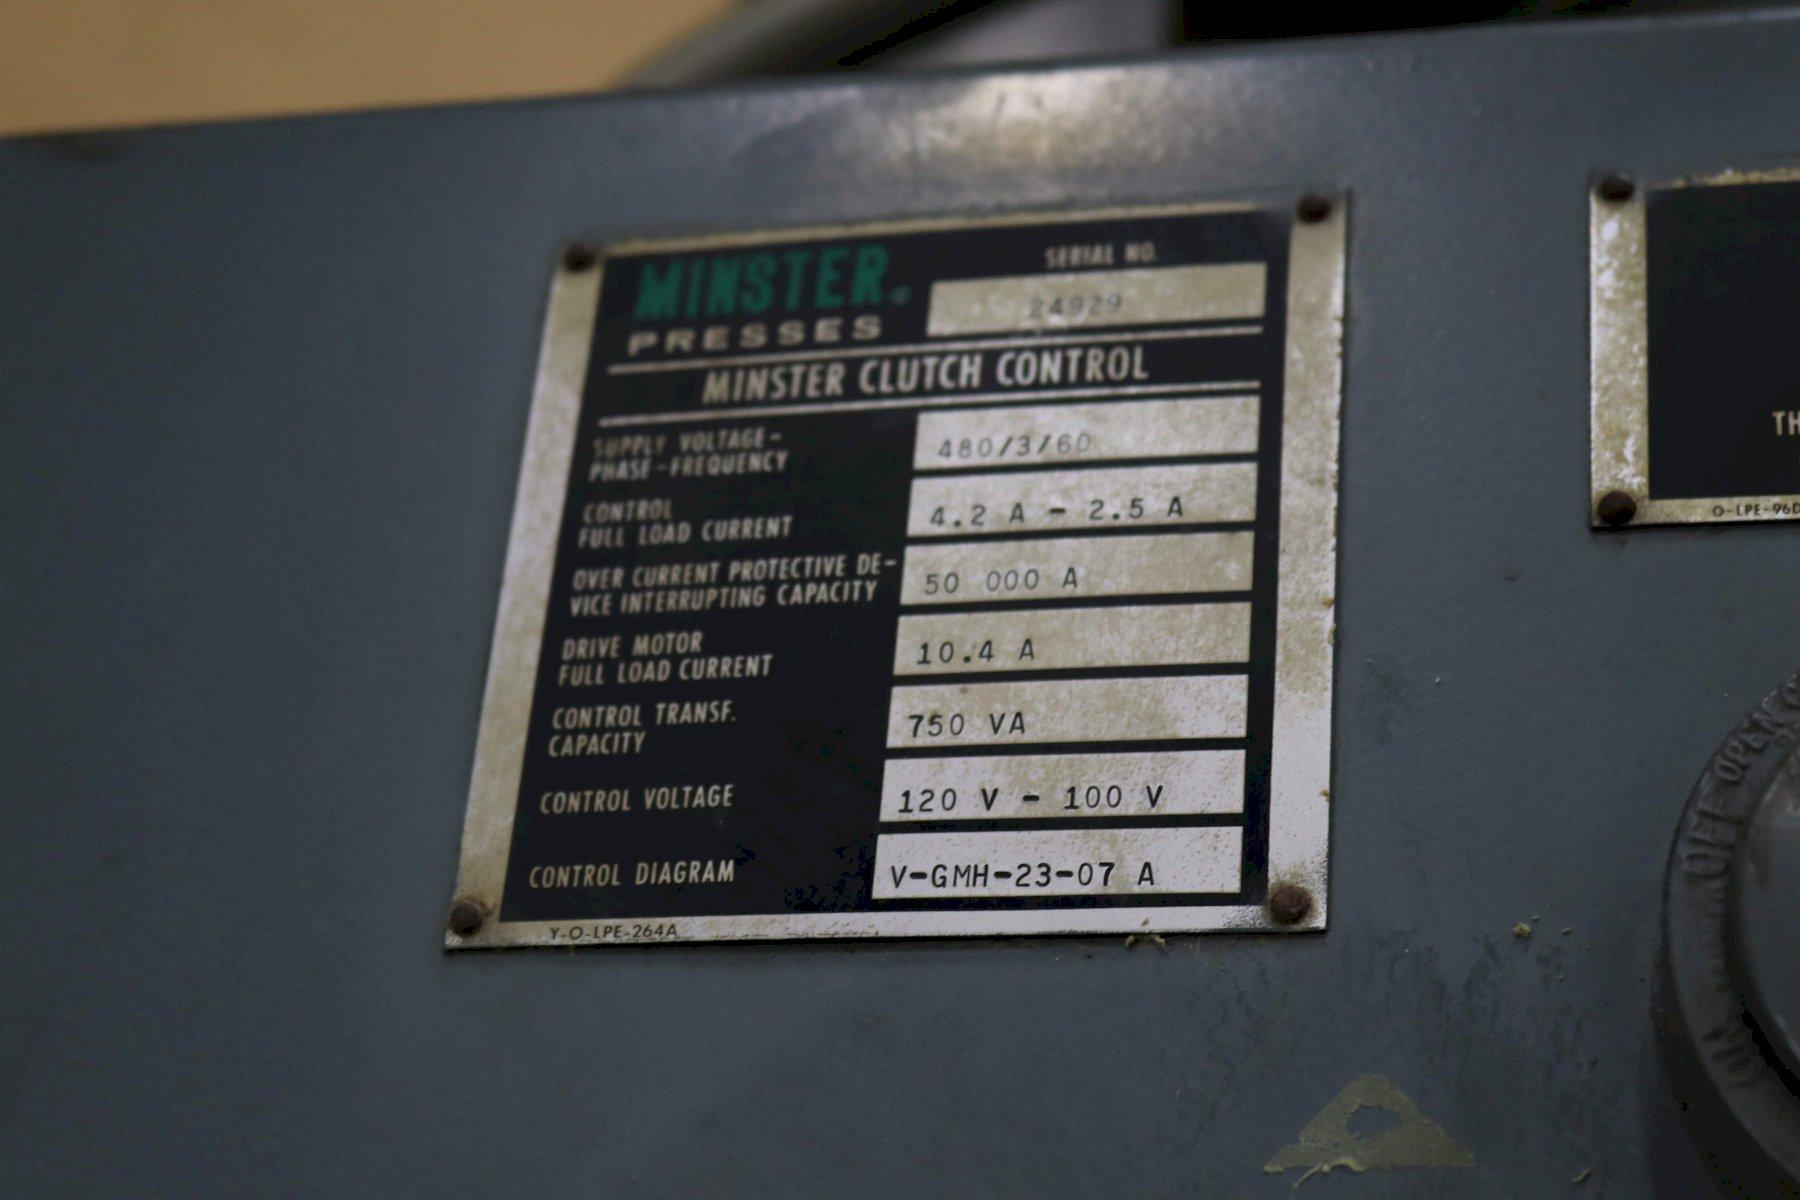 MINSTER®
PRESSES
SERIAL NO.
24929
MINSTER CLUTCH CONTROL
SUPPLY VOLTAGE-
PHASE-FREQUENCY
480/3/60
CONTROL
FULL LOAD CURRENT
4.2 A - 2.5 A
OVER CURRENT PROTECTIVE DE-
VICE INTERRUPTING CAPACITY
50 000 A
DRIVE MOTOR
FULL LOAD CURRENT
10.4 A
CONTROL TRANSF.
CAPACITY
750 VA
CONTROL VOLTAGE
120 V - 100 V
CONTROL DIAGRAM
V-GMH-23-07 A
Y-O-LPE-264A
TH
O-LPE-96D
OFF OPEN